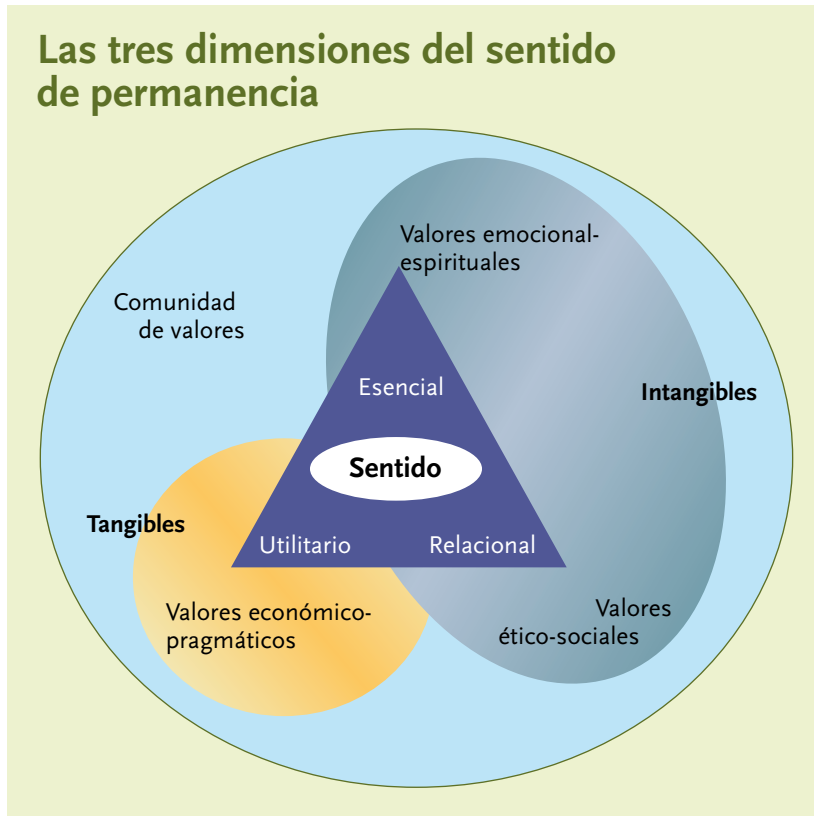 Las tres dimensiones del sentido
de permanencia
Valores emocional-
espirituales
Comunidad
de valores
Esencial
Intangibles
Sentido
Tangibles
Utilitario
Relacional
Valores económico-
pragmáticos
Valores
ético-sociales